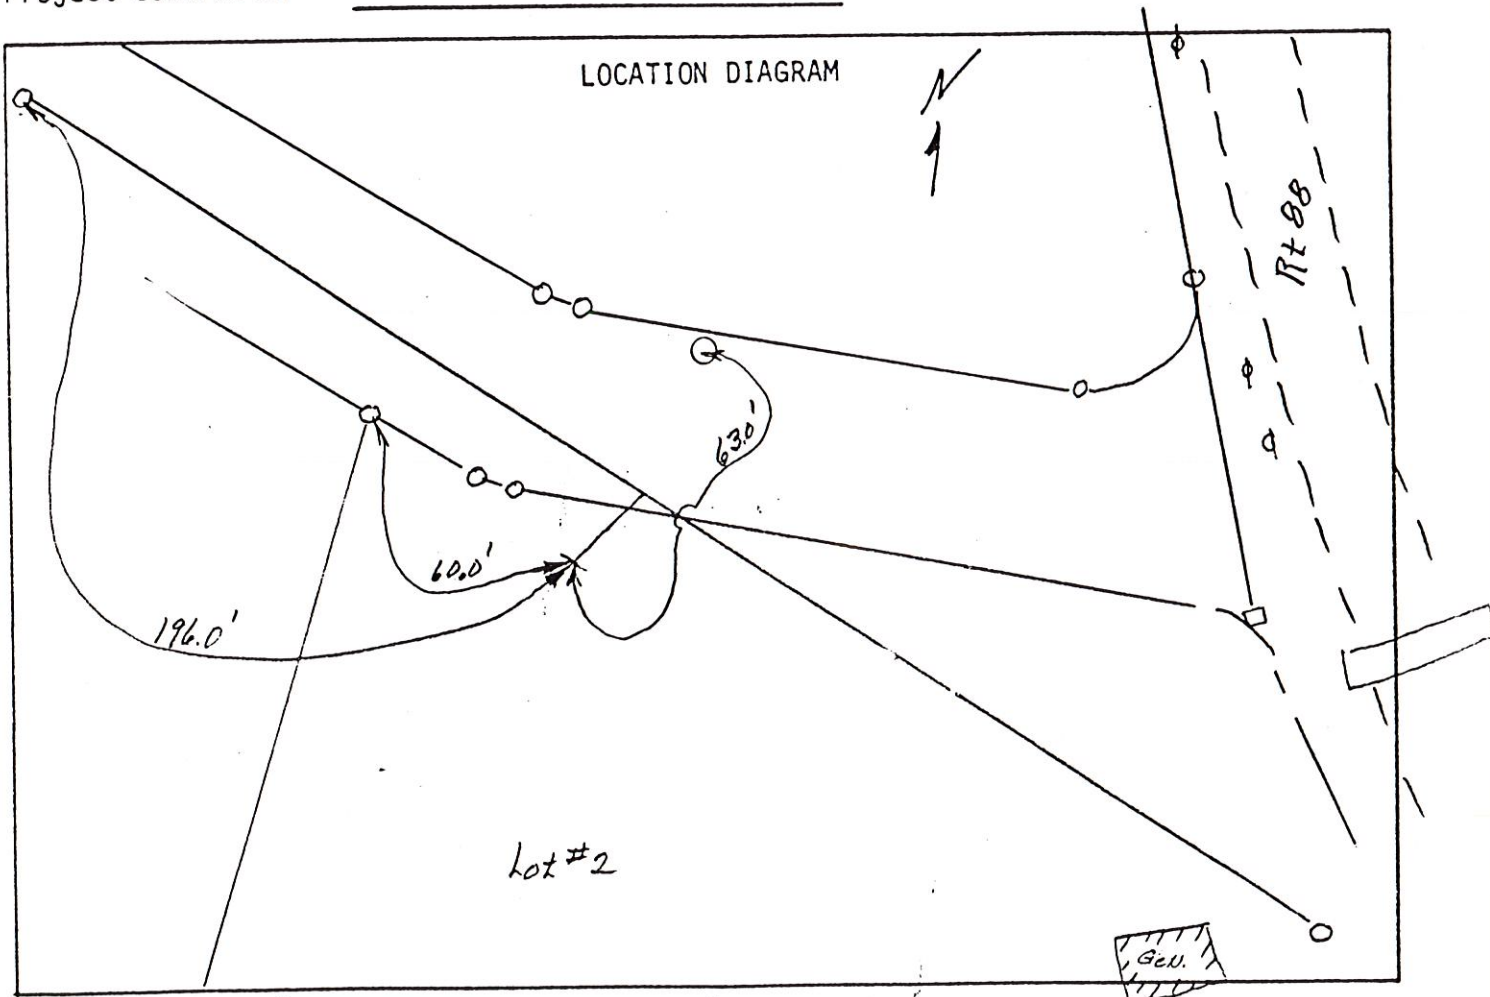 LOCATION DIAGRAM
N
Rt 88
63.0'
60.0'
196.0'
Lot #2
Gen.